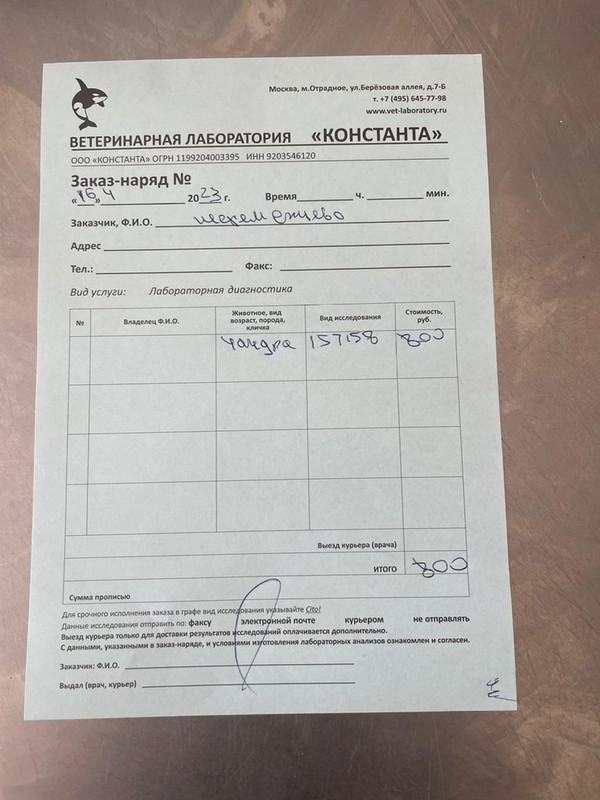 Москва, м.Отрадное, ул.Берёзовая аллея, д.7-Б
т. +7 (495) 645-77-98
www.vet-laboratory.ru
ВЕТЕРИНАРНАЯ ЛАБОРАТОРИЯ «КОНСТАНТА»
ООО «КОНСТАНТА» ОГРН 1199204003395 ИНН 9203546120
Заказ-наряд №
«16» 4 2023 г. Время ч. мин.
Заказчик, Ф.И.О.
Адрес
Тел.: Факс:
Вид услуги: Лабораторная диагностика
№ Владелец Ф.И.О. Животное, вид возраст, порода, кличка Вид исследования Стоимость, руб.
Чандра 157158 800
Выезд курьера (врача)
ИТОГО 800
Сумма прописью
Для срочного исполнения заказа в графе вид исследования указывайте Cito!
Данные исследования отправить по: факсу электронной почте курьером не отправлять
Выезд курьера только для доставки результатов исследований оплачивается дополнительно.
С данными, указанными в заказ-наряде, и условиями изготовления лабораторных анализов ознакомлен и согласен.
Заказчик: Ф.И.О.
Выдал (врач, курьер)